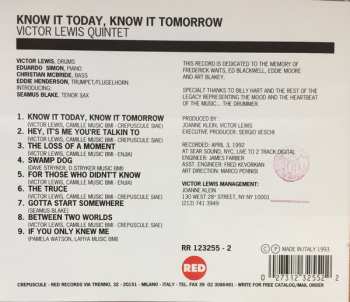 KNOW IT TODAY, KNOW IT TOMORROW
VICTOR LEWIS QUINTET
VICTOR LEWIS, DRUMS
EDUARDO SIMON, PIANO
CHRISTIAN MCBRIDE, BASS
EDDIE HENDERSON, TRUMPET/FLUGELHORN
INTRODUCING:
SEAMUS BLAKE, TENOR SAX
1. KNOW IT TODAY, KNOW IT TOMORROW
(VICTOR LEWIS, CAMILLE MUSIC BMI - CREPUSCULE SIAE)
2. HEY, IT'S ME YOU'RE TALKIN TO
(VICTOR LEWIS, CAMILLE MUSIC BMI - CREPUSCULE SIAE)
3. THE LOSS OF A MOMENT
(VICTOR LEWIS, CAMILLE MUSIC BMI - ENJA)
4. SWAMP DOG
(DAVE STRYKER, D.STRYKER MUSIC BMI)
5. FOR THOSE WHO DIDN'T KNOW
(VICTOR LEWIS, CAMILLE MUSIC BMI - ENJA)
6. THE TRUCE
(VICTOR LEWIS, CAMILLE MUSIC BMI - CREPUSCULE SIAE)
7. GOTTA START SOMEWHERE
(SEAMUS BLAKE)
8. BETWEEN TWO WORLDS
(VICTOR LEWIS, CAMILLE MUSIC BMI - CREPUSCULE SIAE)
9. IF YOU ONLY KNEW ME
(PAMELA WATSON, LAFFIA MUSIC BMI)
THIS RECORD IS DEDICATED TO THE MEMORY OF
FREDERICK WAITS, ED BLACKWELL, EDDIE MOORE
AND ART BLAKEY.
SPECIALLY THANKS TO BILLY HART AND THE REST OF THE
LEGACY REPRESENTING THE MOOD AND THE HEARTBEAT
OF THE MUSIC... THE DRUMMER
PRODUCED BY:
JOANNE KLEIN, VICTOR LEWIS
EXECUTIVE PRODUCER: SERGIO VESCHI
RECORDED: APRIL 3, 1992
AT SEAR SOUND, NYC, LIVE TO 2 TRACK DIGITAL
ENGINEER: JAMES FARBER
ASST. ENGINEER: FRED KEVORKIAN
ART DIRECTION: MARCO PENNISI
VICTOR LEWIS MANAGEMENT:
JOANNE KLEIN
130 WEST 28° STREET, NY NY 10001
(212) 741 3949
RR 123255 - 2
RED
© ℗ MADE IN ITALY 1993
0 27312 32552 2
CREPUSCULE - RED RECORDS VIA TRENNO, 32 - 20151 - MILANO - ITALY - TEL. FAX 39 02 3086401 - WRITE FOR FREE MAIL ORDER CATALOG